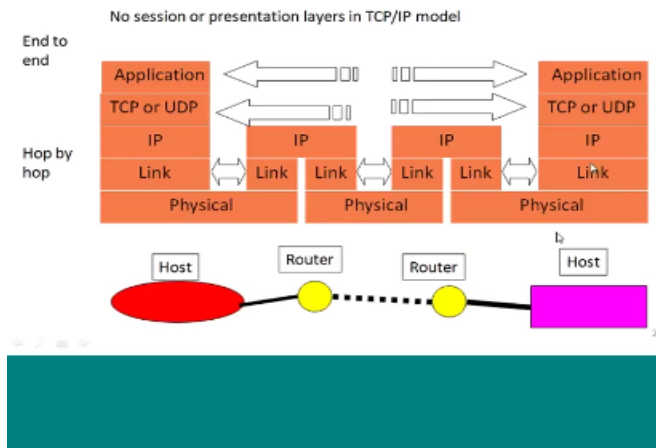 No session or presentation layers in TCP/IP model
End to
end
Application
Application
TCP or UDP
TCP or UDP
IP
IP
IP
IP
Hop by
hop
Link
Link
Link
Link
Link
Link
Physical
Physical
Physical
Host
Router
Router
Host